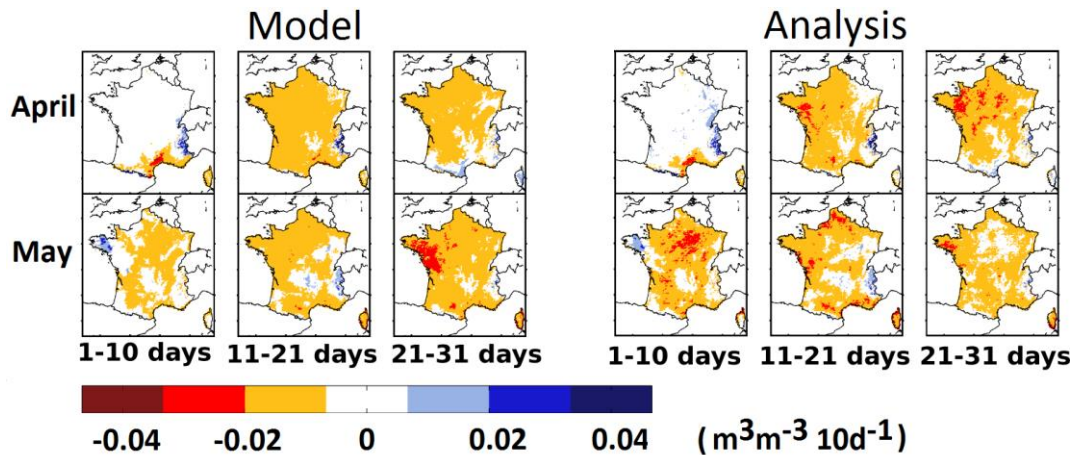 Model Analysis
April
May
1-10 days 11-21 days 21-31 days 1-10 days 11-21 days 21-31 days
-0.04 -0.02 0 0.02 0.04 (m³m⁻³ 10d⁻¹)